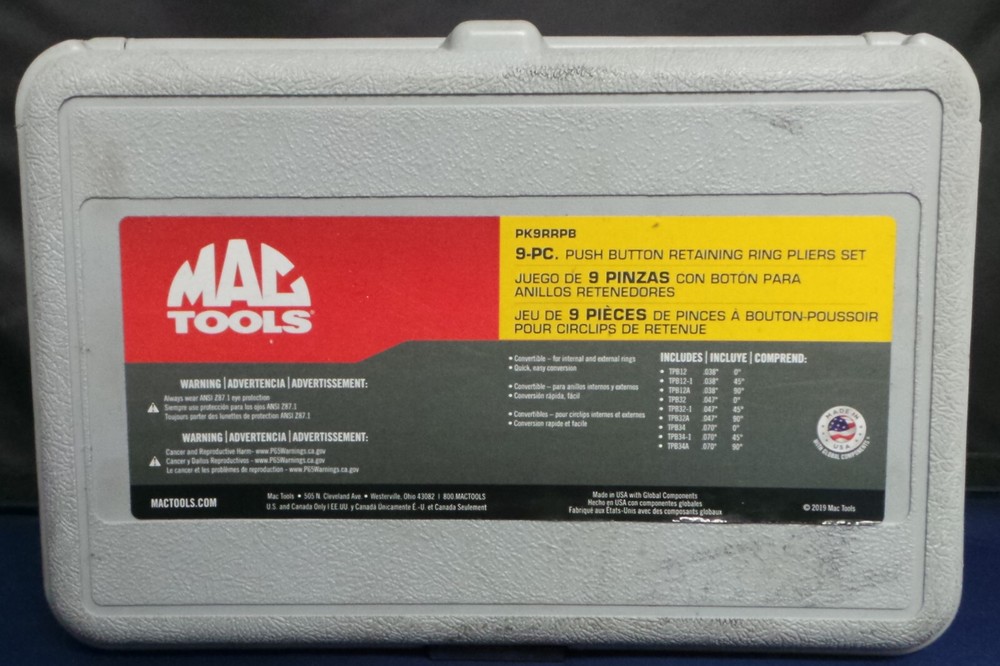 MAC
TOOLS®
PK9RRPB
9-PC. PUSH BUTTON RETAINING RING PLIERS SET
JUEGO DE 9 PINZAS CON BOTÓN PARA
ANILLOS RETENEDORES
JEU DE 9 PIÈCES DE PINCES À BOUTON-POUSSOIR
POUR CIRCLIPS DE RETENUE
WARNING | ADVERTENCIA | ADVERTISSEMENT:
Always wear ANSI Z87.1 eye protection
Siempre use protección para los ojos ANSI Z87.1
Toujours porter des lunettes de protection ANSI Z87.1
WARNING | ADVERTENCIA | ADVERTISSEMENT:
Cancer and Reproductive Harm- www.P65Warnings.ca.gov
Cancer y Daños Reproductivos - www.P65Warnings.ca.gov
Le cancer et les problèmes de reproduction - www.P65Warnings.ca.gov
• Convertible – for internal and external rings
• Quick, easy conversion
• Convertible – para anillos internos y externos
• Conversión rápida, fácil
• Convertibles – pour circlips internes et externes
• Conversion rapide et facile
INCLUDES | INCLUYE | COMPREND:
• TPB12 .038" 0°
• TPB12-1 .038" 45°
• TPB12A .038" 90°
• TPB32 .047" 0°
• TPB32-1 .047" 45°
• TPB32A .047" 90°
• TPB34 .070" 0°
• TPB34-1 .070" 45°
• TPB34A .070" 90°
MADE IN
USA
WITH GLOBAL COMPONENTS
MACTOOLS.COM
Mac Tools • 505 N. Cleveland Ave. • Westerville, Ohio 43082 | 800.MACTOOLS
U.S. and Canada Only | EE.UU. y Canadá Únicamente É.-U. et Canada Seulement
Made in USA with Global Components
Hecho en USA con componentes globales
Fabriqué aux États-Unis avec des composants globaux
© 2019 Mac Tools